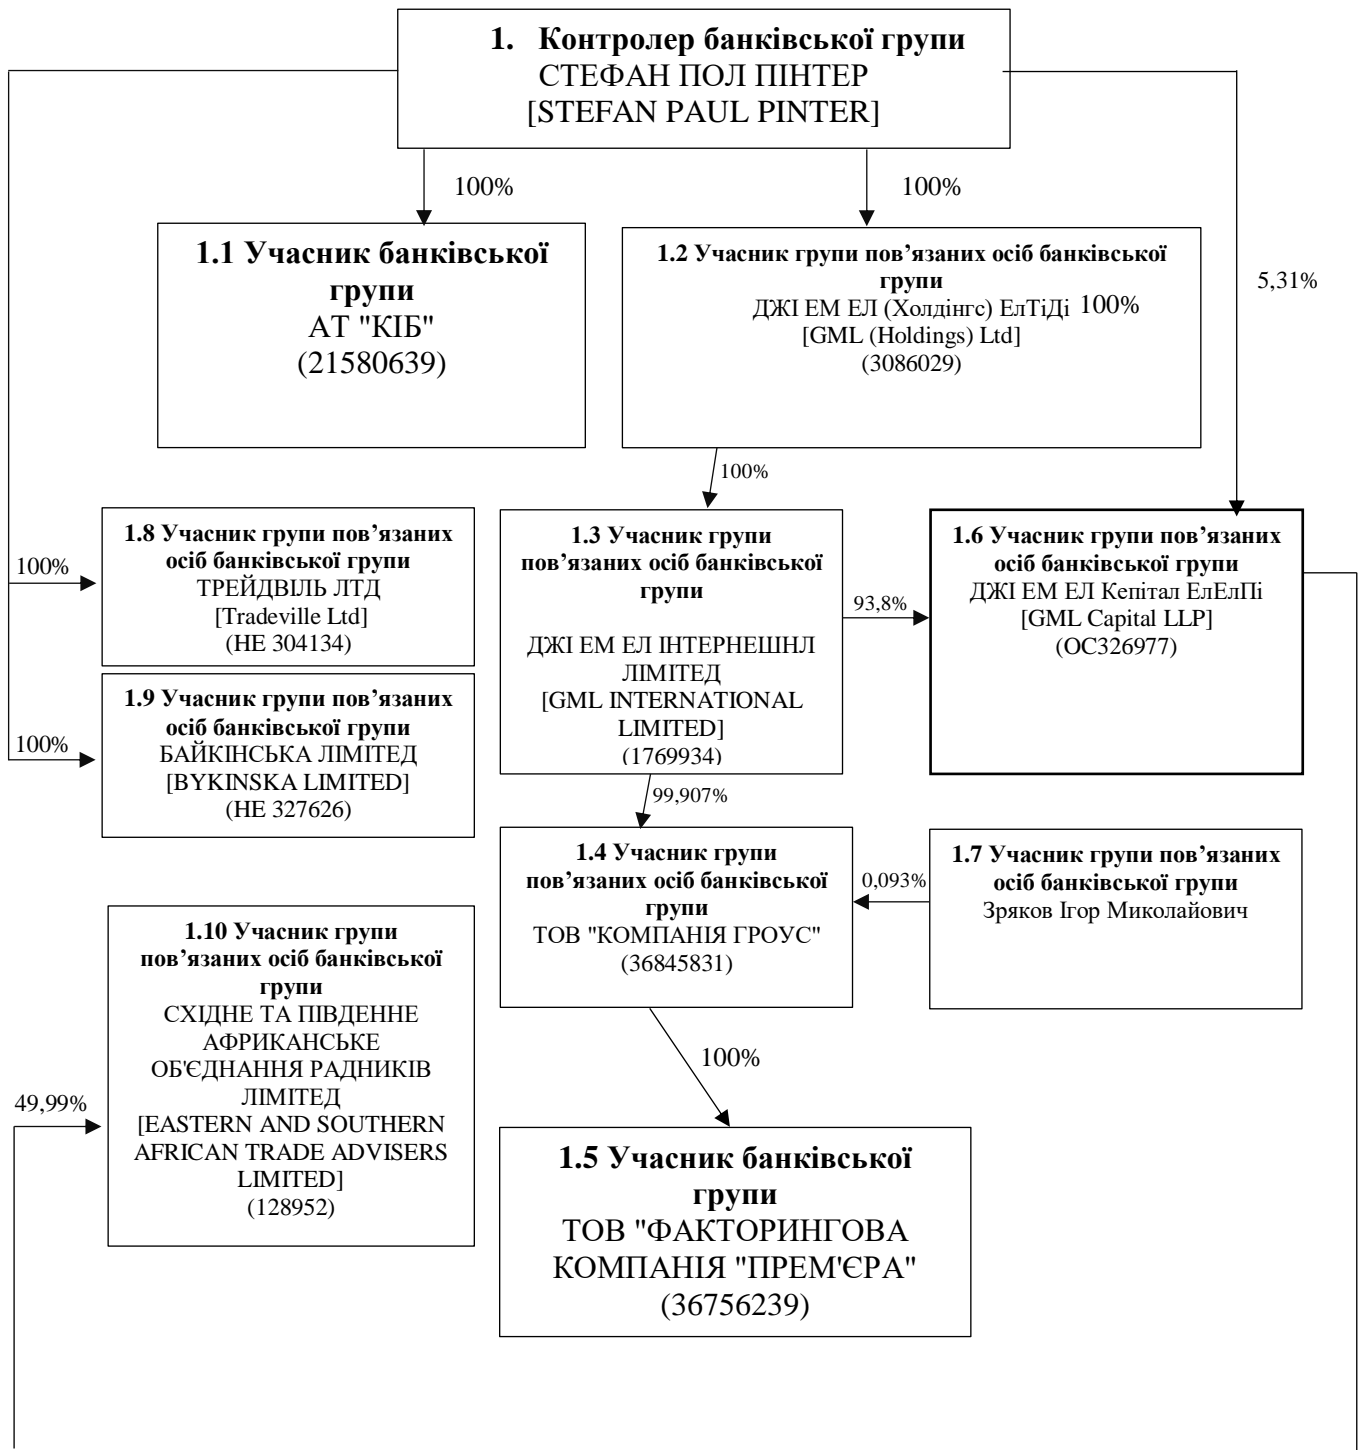 1. Контролер банківської групи
СТЕФАН ПОЛ ПІНТЕР
[STEFAN PAUL PINTER]
100%
100%
5,31%
1.1 Учасник банківської
групи
АТ "КІБ"
(21580639)
1.2 Учасник групи пов’язаних осіб банківської
групи
ДЖІ ЕМ ЕЛ (Холдінгс) ЕлТіДі 100%
[GML (Holdings) Ltd]
(3086029)
100%
1.8 Учасник групи пов’язаних
осіб банківської групи
ТРЕЙДВІЛЬ ЛТД
[Tradeville Ltd]
(HE 304134)
100%
1.3 Учасник групи
пов’язаних осіб банківської
групи
ДЖІ ЕМ ЕЛ ІНТЕРНЕШНЛ
ЛІМІТЕД
[GML INTERNATIONAL
LIMITED]
(1769934)
93,8%
1.6 Учасник групи пов’язаних
осіб банківської групи
ДЖІ ЕМ ЕЛ Кепітал ЕлЕлПі
[GML Capital LLP]
(OC326977)
1.9 Учасник групи пов’язаних
осіб банківської групи
БАЙКІНСЬКА ЛІМІТЕД
[BYKINSKA LIMITED]
(HE 327626)
100%
99,907%
1.4 Учасник групи
пов’язаних осіб банківської
групи
ТОВ "КОМПАНІЯ ГРОУС"
(36845831)
0,093%
1.7 Учасник групи пов’язаних
осіб банківської групи
Зряков Ігор Миколайович
1.10 Учасник групи
пов’язаних осіб банківської
групи
СХІДНЕ ТА ПІВДЕННЕ
АФРИКАНСЬКЕ
ОБ'ЄДНАННЯ РАДНИКІВ
ЛІМІТЕД
[EASTERN AND SOUTHERN
AFRICAN TRADE ADVISERS
LIMITED]
(128952)
49,99%
100%
1.5 Учасник банківської
групи
ТОВ "ФАКТОРИНГОВА
КОМПАНІЯ "ПРЕМ'ЄРА"
(36756239)